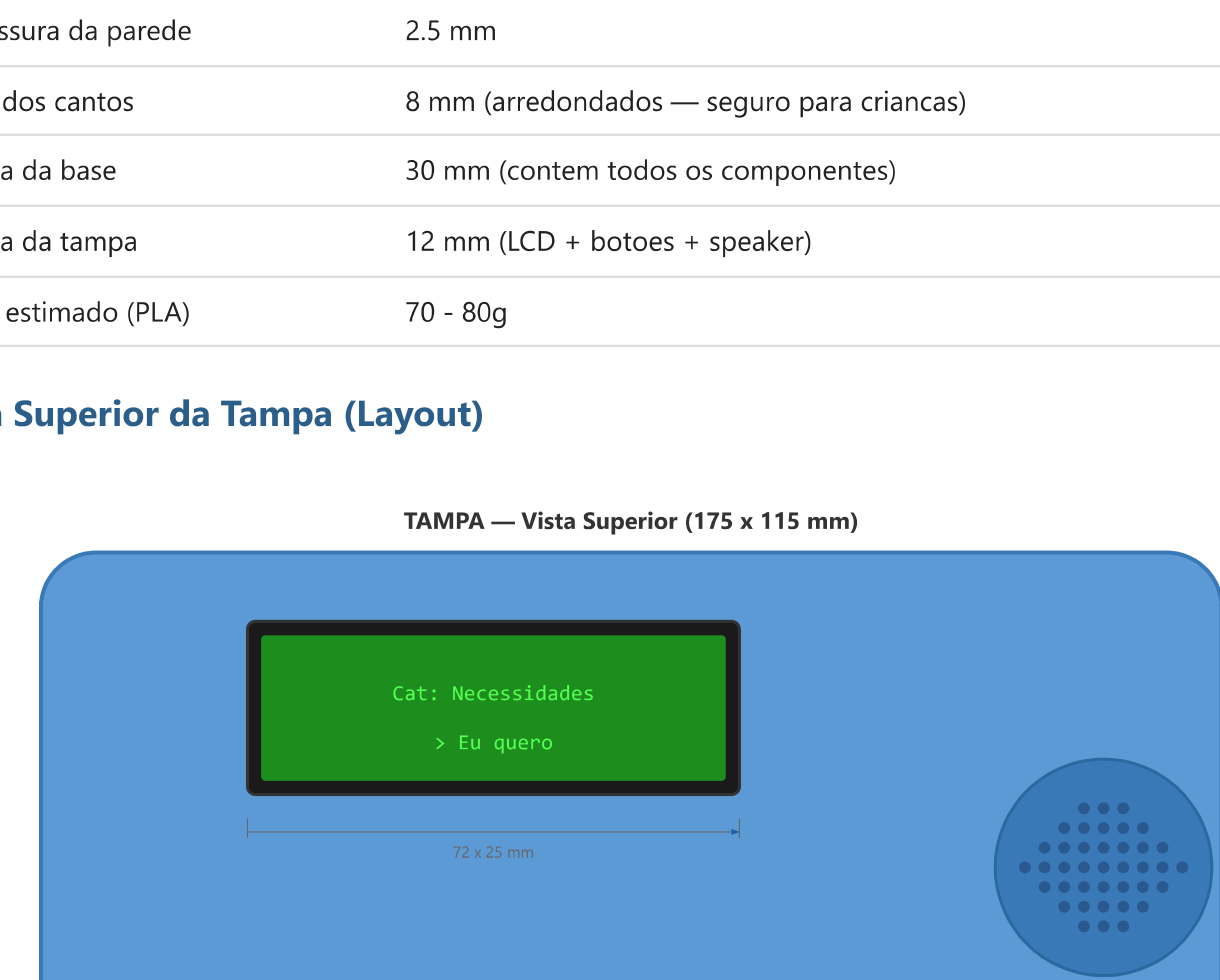 ssura da parede 2.5 mm
dos cantos 8 mm (arredondados — seguro para criancas)
a da base 30 mm (contem todos os componentes)
a da tampa 12 mm (LCD + botoes + speaker)
estimado (PLA) 70 - 80g
a Superior da Tampa (Layout)
TAMPA — Vista Superior (175 x 115 mm)
Cat: Necessidades
> Eu quero
72 x 25 mm